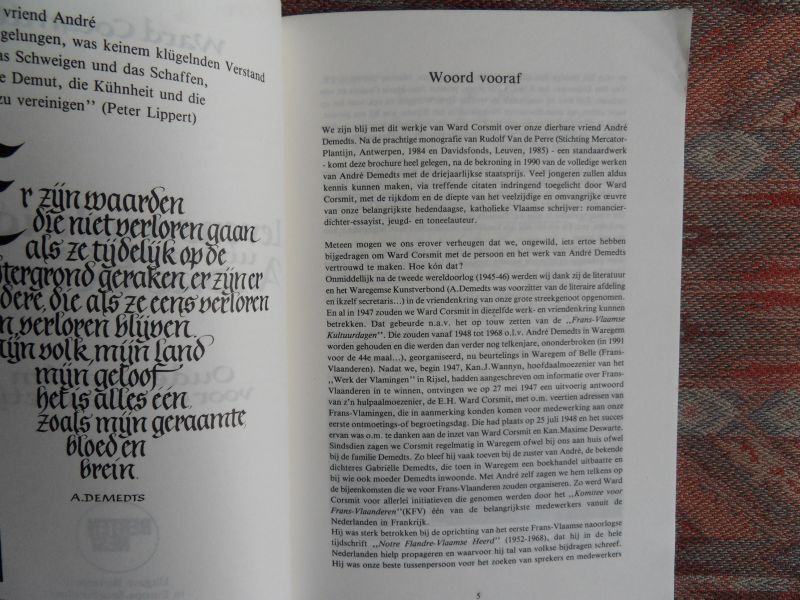 vriend André
gelungen, was keinem klügelnden Verstand
as Schweigen und das Schaffen,
e Demut, die Kühnheit und die
zu vereinigen" (Peter Lippert)
Er zijn waarden
die niet verloren gaan
als ze tijdelijk op de
tergrond geraken, er zijn er
dere, die als ze eens verloren
n, verloren blijven.
ijn volk, mijn land
mijn geloof
het is alles een,
zoals mijn geraamte,
bloed en
brein.
A. DEMEDTS
Woord vooraf
We zijn blij met dit werkje van Ward Corsmit over onze dierbare vriend André
Demedts. Na de prachtige monografie van Rudolf Van de Perre (Stichting Mercator-
Plantijn, Antwerpen, 1984 en Davidsfonds, Leuven, 1985) - een standaardwerk
- komt deze brochure heel gelegen, na de bekroning in 1990 van de volledige werken
van André Demedts met de driejaarlijkse staatsprijs. Veel jongeren zullen aldus
kennis kunnen maken, via treffende citaten indringend toegelicht door Ward
Corsmit, met de rijkdom en de diepte van het veelzijdige en omvangrijke œuvre
van onze belangrijkste hedendaagse, katholieke Vlaamse schrijver: romancier-
dichter-essayist, jeugd- en toneelauteur.
Meteen mogen we ons erover verheugen dat we, ongewild, iets ertoe hebben
bijgedragen om Ward Corsmit met de persoon en het werk van André Demedts
vertrouwd te maken. Hoe kón dat?
Onmiddellijk na de tweede wereldoorlog (1945-46) werden wij dank zij de literatuur
en het Waregemse Kunstverbond (A.Demedts was voorzitter van de literaire afdeling
en ikzelf secretaris...) in de vriendenkring van onze grote streekgenoot opgenomen.
En al in 1947 zouden we Ward Corsmit in diezelfde werk- en vriendenkring kunnen
betrekken. Dat gebeurde n.a.v. het op touw zetten van de ,,Frans-Vlaamse
Kultuurdagen". Die zouden vanaf 1948 tot 1968 o.l.v. André Demedts in Waregem
worden gehouden en die werden dan verder nog telkenjare, ononderbroken (in 1991
voor de 44e maal...), georganiseerd, nu beurtelings in Waregem of Belle (Frans-
Vlaanderen). Nadat we, begin 1947, Kan.J.Wannyn, hoofdaalmoezenier van het
,,Werk der Vlamingen" in Rijsel, hadden aangeschreven om informatie over Frans-
Vlaanderen in te winnen, ontvingen we op 27 mei 1947 een uitvoerig antwoord
van z'n hulpaalmoezenier, de E.H. Ward Corsmit, met o.m. veertien adressen van
Frans-Vlamingen, die in aanmerking konden komen voor medewerking aan onze
eerste ontmoetings- of begroetingsdag. Die had plaats op 25 juli 1948 en het succes
ervan was o.m. te danken aan de inzet van Ward Corsmit en Kan.Maxime Deswarte.
Sindsdien zagen we Corsmit regelmatig in Waregem ofwel bij ons aan huis ofwel
bij de familie Demedts. Zo bleef hij vaak toeven bij de zuster van André, de bekende
dichteres Gabriëlle Demedts, die toen in Waregem een boekhandel uitbaatte en
bij wie ook moeder Demedts inwoonde. Met André zelf zagen we hem telkens op
de bijeenkomsten die we voor Frans-Vlaanderen zouden organiseren. Zo werd Ward
Corsmit voor allerlei initiatieven die genomen werden door het ,,Komitee voor
Frans-Vlaanderen"(KFV) één van de belangrijkste medewerkers vanuit de
Nederlanden in Frankrijk.
Hij was sterk betrokken bij de oprichting van het eerste Frans-Vlaamse naoorlogse
tijdschrift ,,Notre Flandre-Vlaamse Heerd" (1952-1968), dat hij in de hele
Nederlanden hielp propageren en waarvoor hij tal van volkse bijdragen schreef.
Hij was onze beste tussenpersoon voor het zoeken van sprekers en medewerkers
5